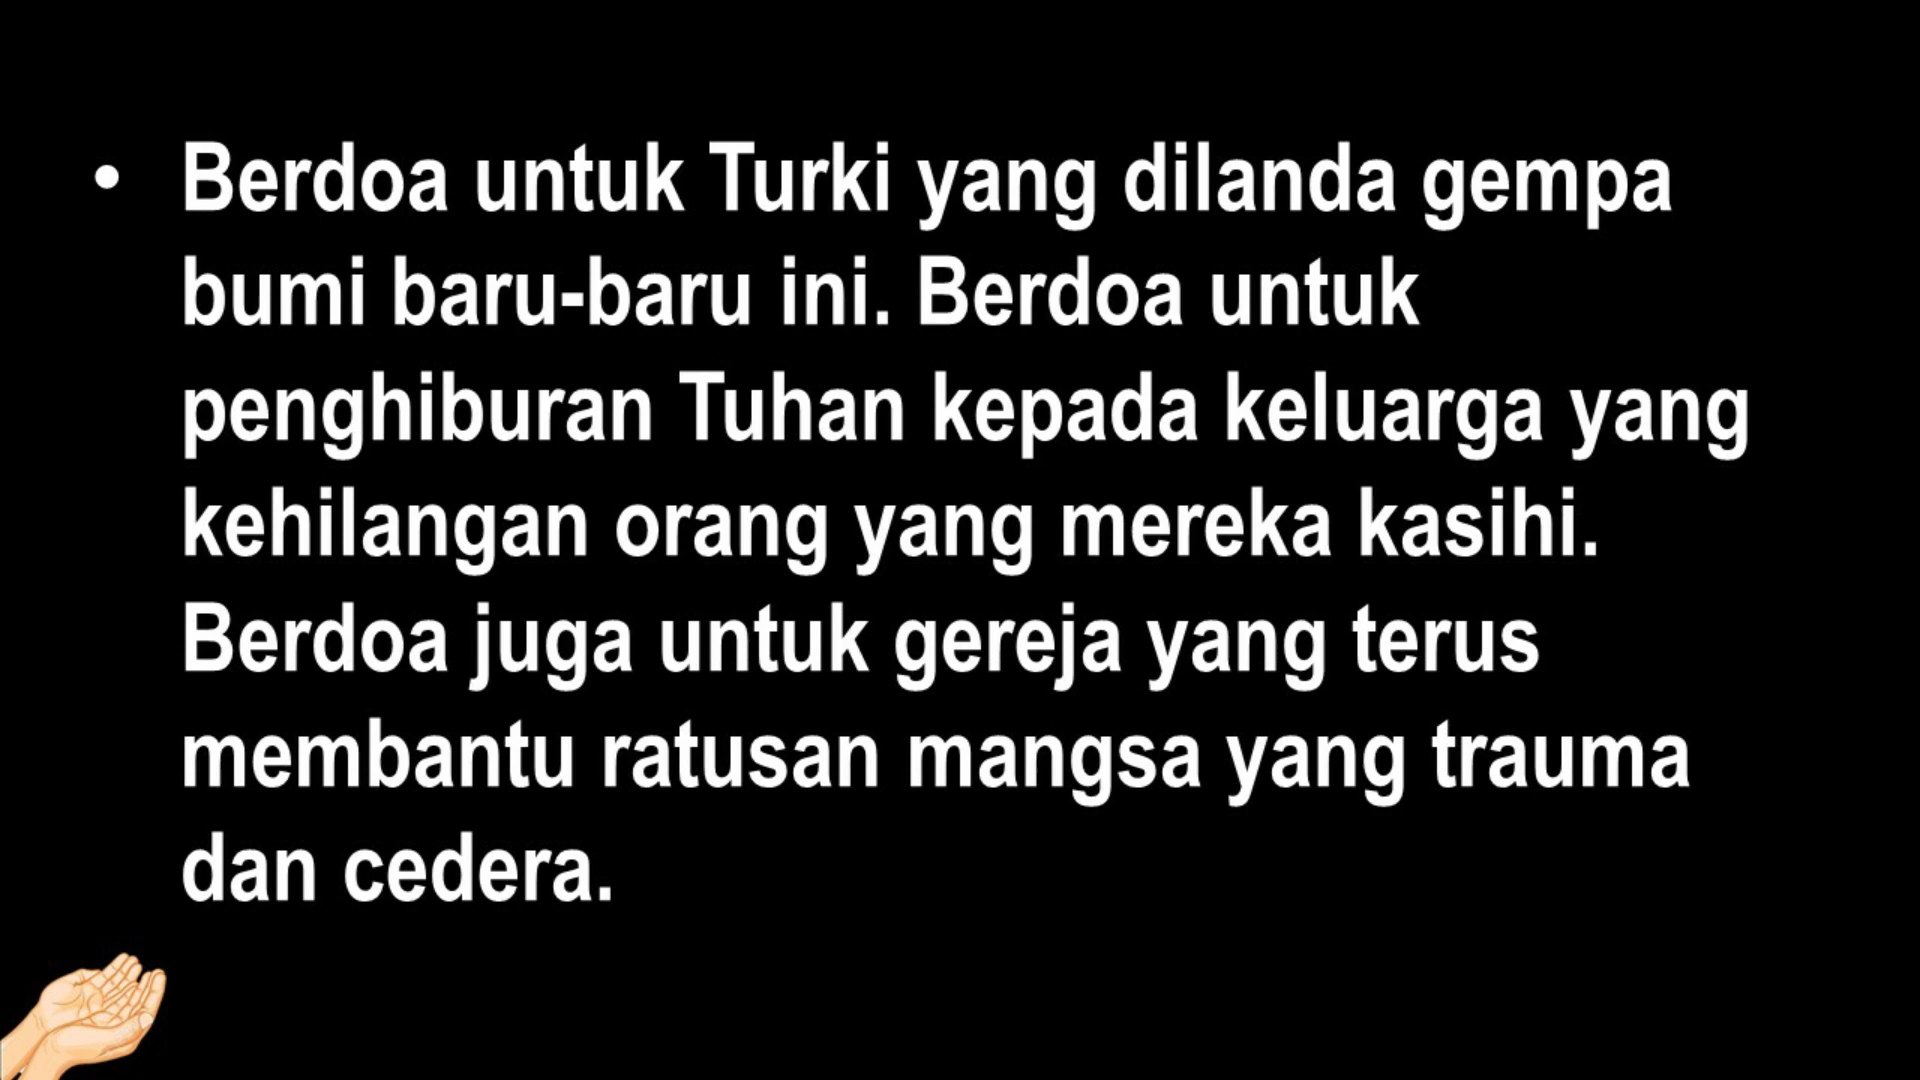 • Berdoa untuk Turki yang dilanda gempa
bumi baru-baru ini. Berdoa untuk
penghiburan Tuhan kepada keluarga yang
kehilangan orang yang mereka kasihi.
Berdoa juga untuk gereja yang terus
membantu ratusan mangsa yang trauma
dan cedera.